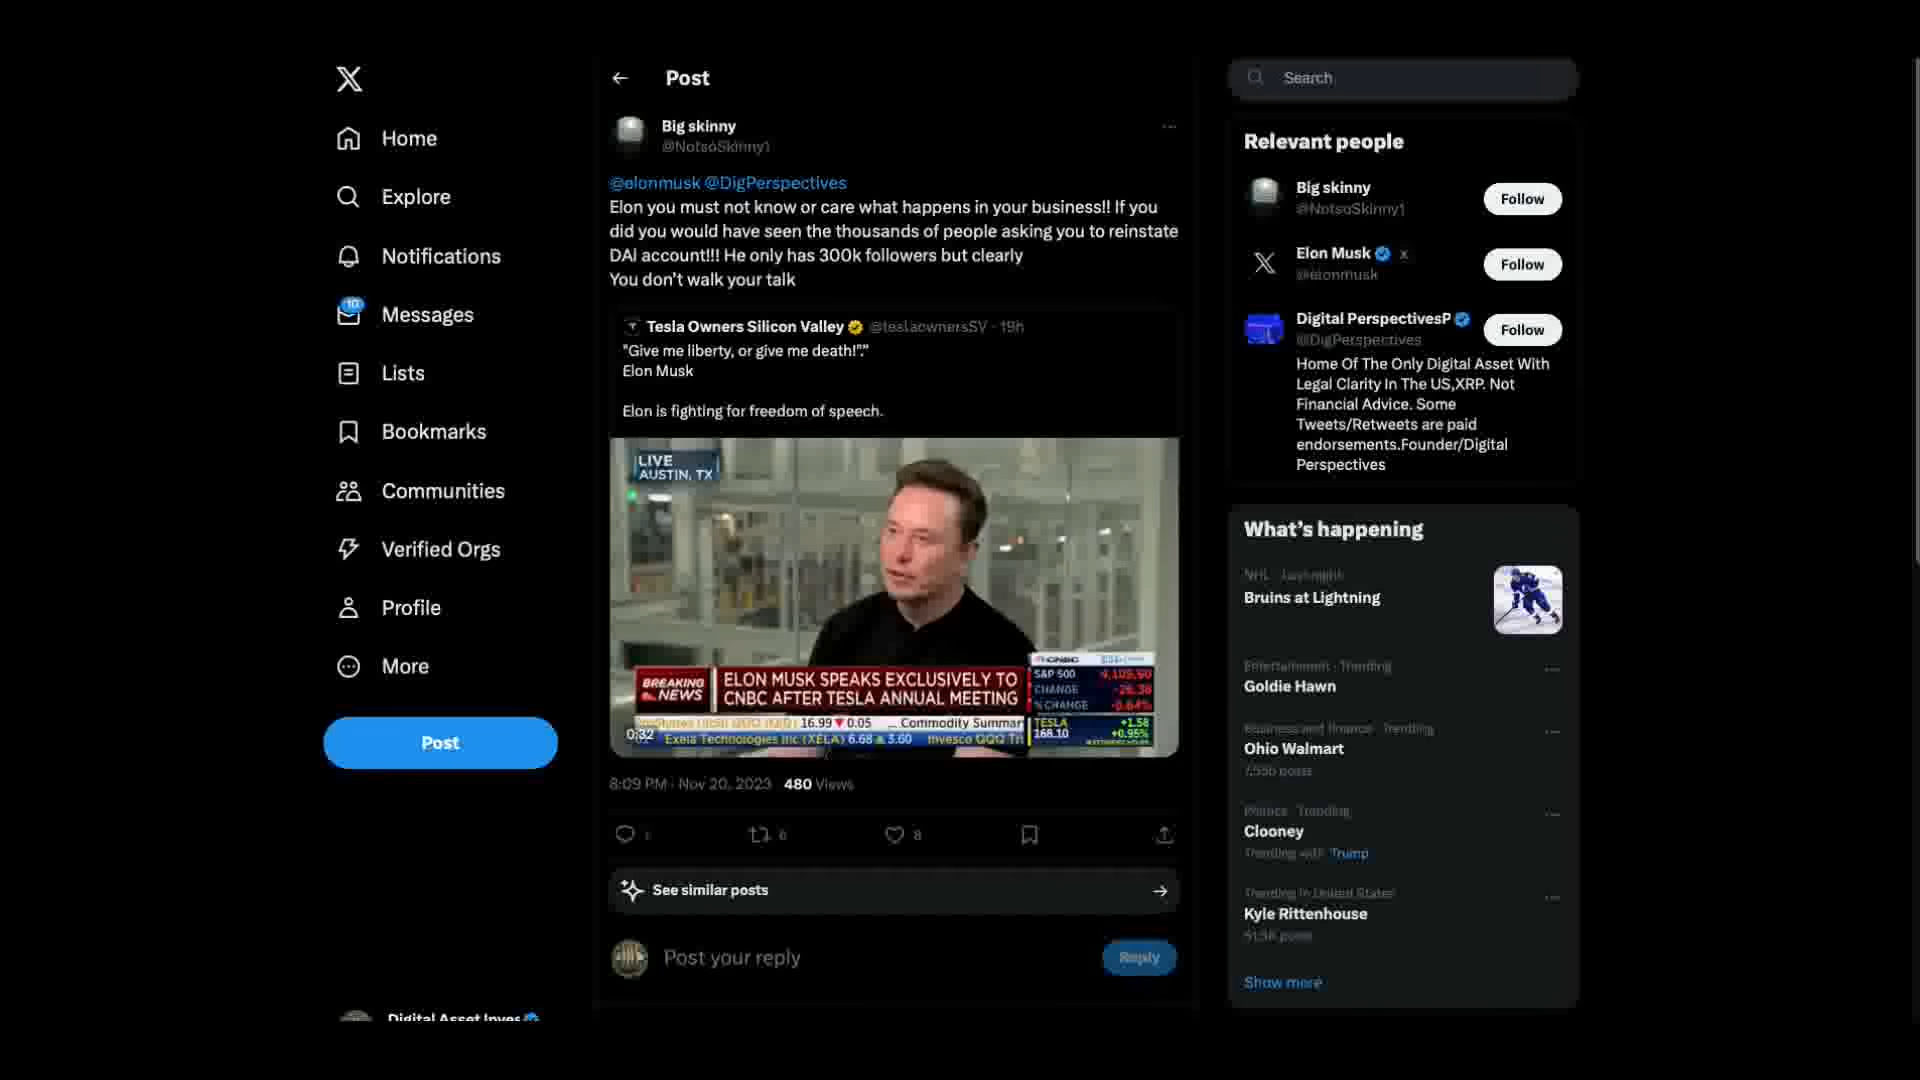 Home
Explore
Notifications
10
Messages
Lists
Bookmarks
Communities
Verified Orgs
Profile
More
Post
Digital Asset Inves
Post
Big skinny
@NotsoSkinny1
@elonmusk @DigPerspectives
Elon you must not know or care what happens in your business!! If you
did you would have seen the thousands of people asking you to reinstate
DAI account!!! He only has 300k followers but clearly
You don't walk your talk
Tesla Owners Silicon Valley @teslaownersSV · 19h
"Give me liberty, or give me death!"."
Elon Musk
Elon is fighting for freedom of speech.
LIVE
AUSTIN, TX
BREAKING
NEWS
ELON MUSK SPEAKS EXCLUSIVELY TO
CNBC AFTER TESLA ANNUAL MEETING
CNBC
S&P 500 4,109.90
CHANGE -26.38
% CHANGE -0.64%
16.99 ▼ 0.05 ... Commodity Summar
0:32
Exela Technologies Inc (XELA) 6.68 ▲ 3.60 Invesco QQQ Tr
TESLA +1.58
168.10 +0.95%
8:09 PM · Nov 20, 2023 480 Views
1 6 8
See similar posts
Post your reply
Reply
Search
Relevant people
Big skinny
@NotsoSkinny1
Follow
Elon Musk
@elonmusk
Follow
Digital PerspectivesP
@DigPerspectives
Follow
Home Of The Only Digital Asset With
Legal Clarity In The US,XRP. Not
Financial Advice. Some
Tweets/Retweets are paid
endorsements.Founder/Digital
Perspectives
What's happening
NHL · Last night
Bruins at Lightning
Entertainment · Trending
Goldie Hawn
Business and finance · Trending
Ohio Walmart
posts
Politics · Trending
Clooney
Trending with Trump
Trending in United States
Kyle Rittenhouse
posts
Show more